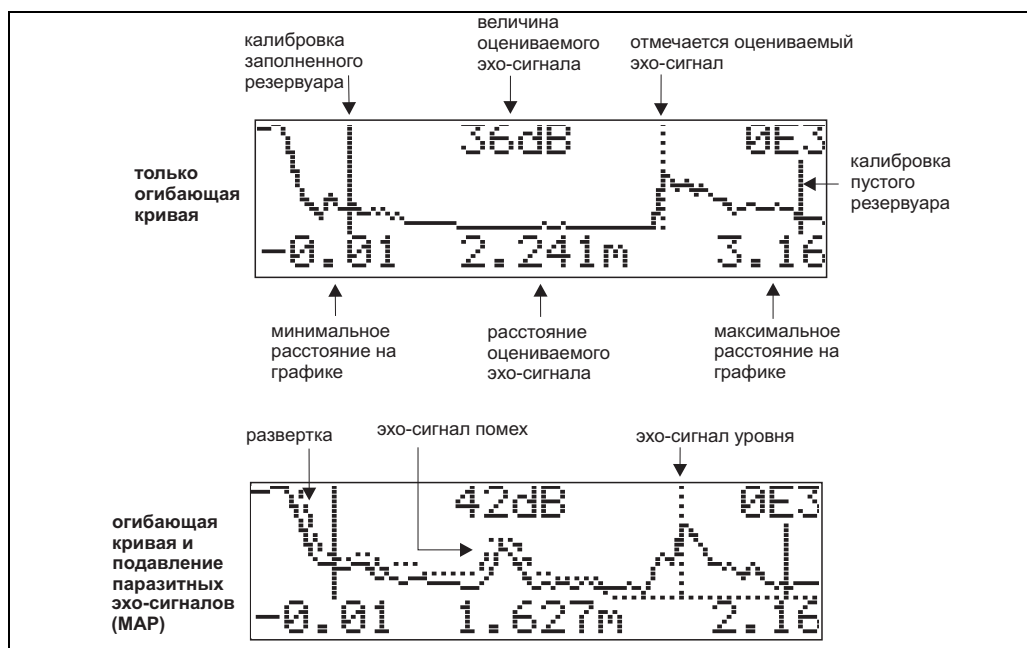 калибровка
заполненного
резервуара
величина
оцениваемого
эхо-сигнала
отмечается оцениваемый
эхо-сигнал
только
огибающая
кривая
36dB
0E3
-0.01
2.241m
3.16
калибровка
пустого
резервуара
минимальное
расстояние на
графике
расстояние
оцениваемого
эхо-сигнала
максимальное
расстояние на
графике
развертка
эхо-сигнал помех
эхо-сигнал уровня
огибающая
кривая и
подавление
паразитных
эхо-сигналов
(MAP)
42dB
0E3
-0.01
1.627m
2.16